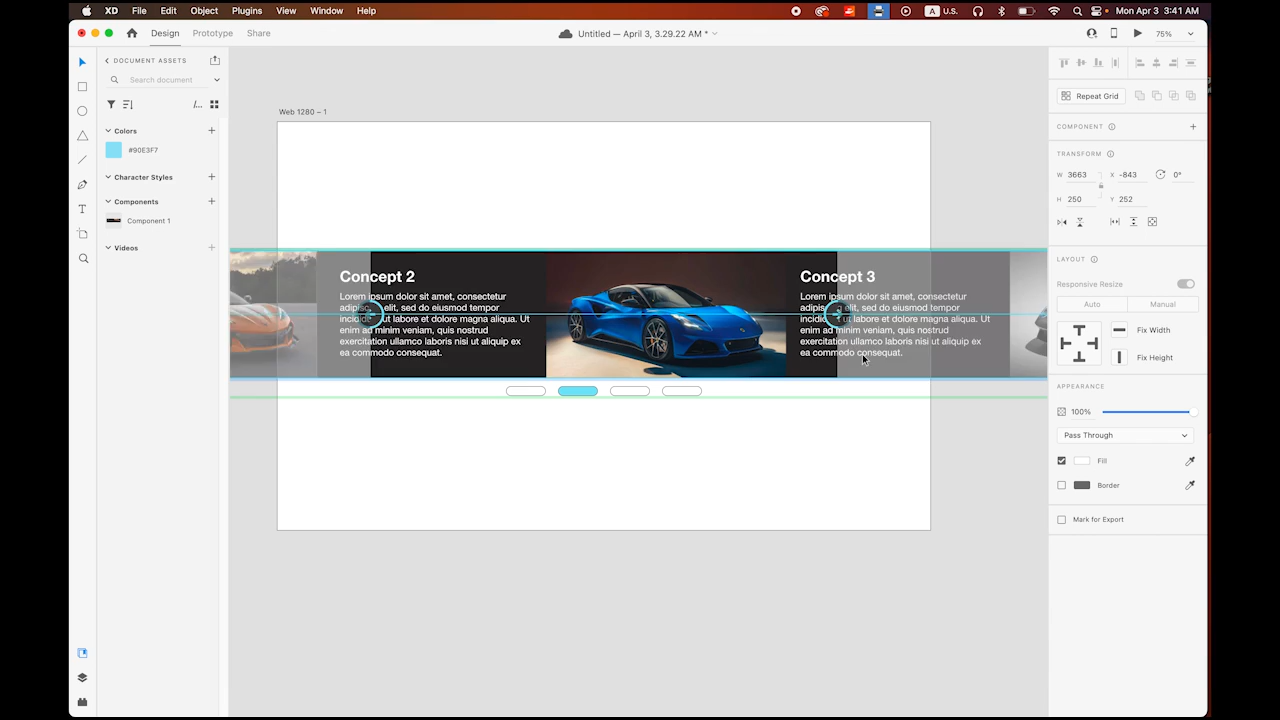 XD File Edit Object Plugins View Window Help
A U.S.
Mon Apr 3 3:41 AM
Design Prototype Share
Untitled — April 3, 3.29.22 AM *
75%
DOCUMENT ASSETS
Search document
/...
Colors
#90E3F7
Character Styles
Components
Component 1
Videos
Web 1280 – 1
Concept 2
Lorem ipsum dolor sit amet, consectetur
adipisc elit, sed do eiusmod tempor
incididu ut labore et dolore magna aliqua. Ut
enim ad minim veniam, quis nostrud
exercitation ullamco laboris nisi ut aliquip ex
ea commodo consequat.
Concept 3
Lorem ipsum dolor sit amet, consectetur
adipisc elit, sed do eiusmod tempor
incidid ut labore et dolore magna aliqua. Ut
enim ad minim veniam, quis nostrud
exercitation ullamco laboris nisi ut aliquip ex
ea commodo consequat.
Repeat Grid
COMPONENT
TRANSFORM
W 3663 X -843 0°
H 250 Y 252
LAYOUT
Responsive Resize
Auto Manual
Fix Width
Fix Height
APPEARANCE
100%
Pass Through
Fill
Border
Mark for Export